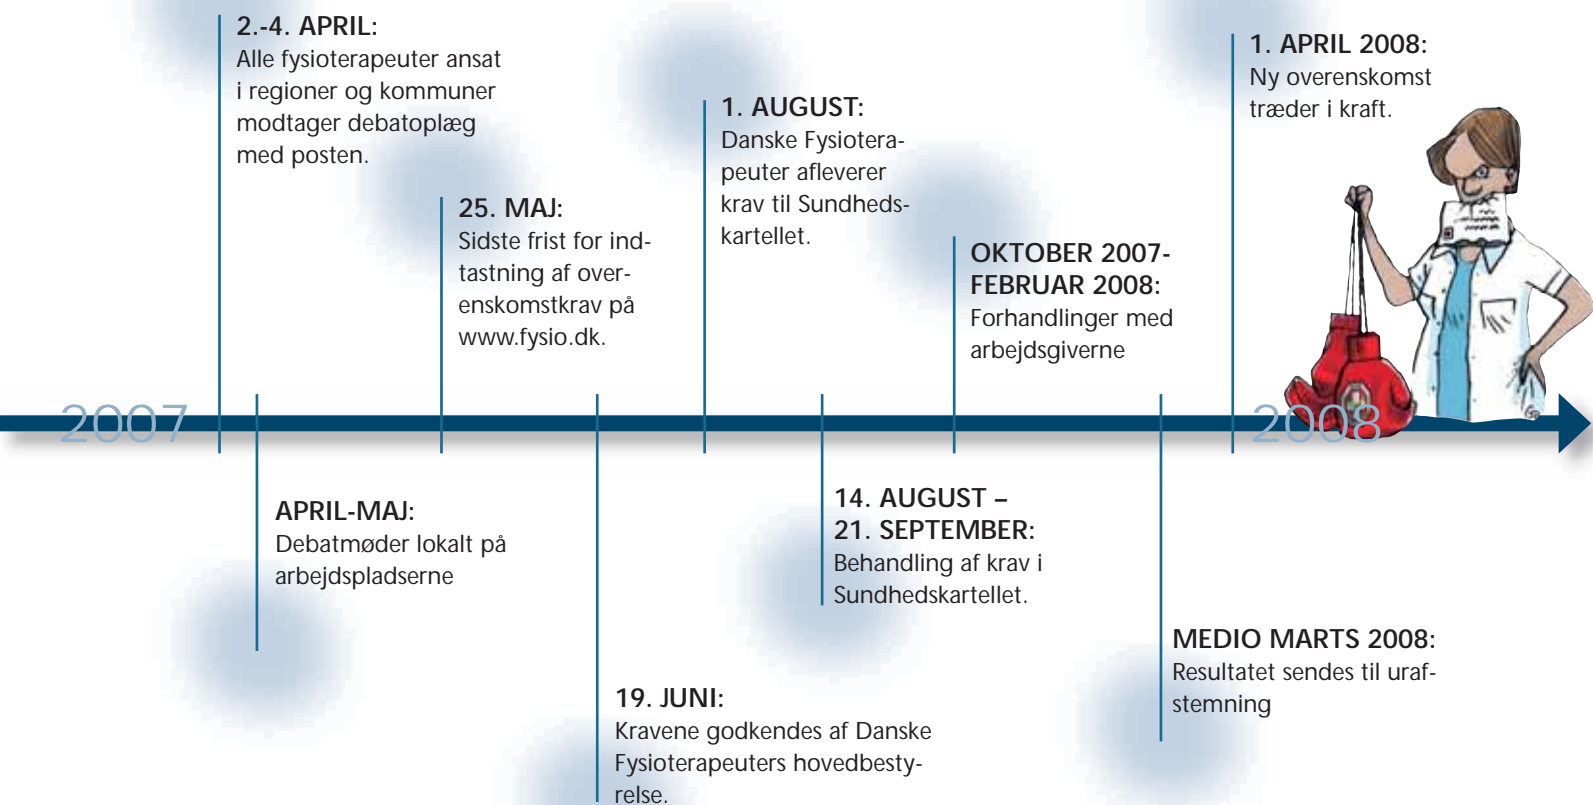 2.-4. APRIL:
Alle fysioterapeuter ansat
i regioner og kommuner
modtager debatoplæg
med posten.
APRIL-MAJ:
Debatmøder lokalt på
arbejdspladserne
25. MAJ:
Sidste frist for ind-
tastning af over-
enskomstkrav på
www.fysio.dk.
19. JUNI:
Kravene godkendes af Danske
Fysioterapeuters hovedbesty-
relse.
1. AUGUST:
Danske Fysiotera-
peuter afleverer
krav til Sundheds-
kartellet.
14. AUGUST –
21. SEPTEMBER:
Behandling af krav i
Sundhedskartellet.
OKTOBER 2007-
FEBRUAR 2008:
Forhandlinger med
arbejdsgiverne
MEDIO MARTS 2008:
Resultatet sendes til uraf-
stemning
1. APRIL 2008:
Ny overenskomst
træder i kraft.
2007
2008